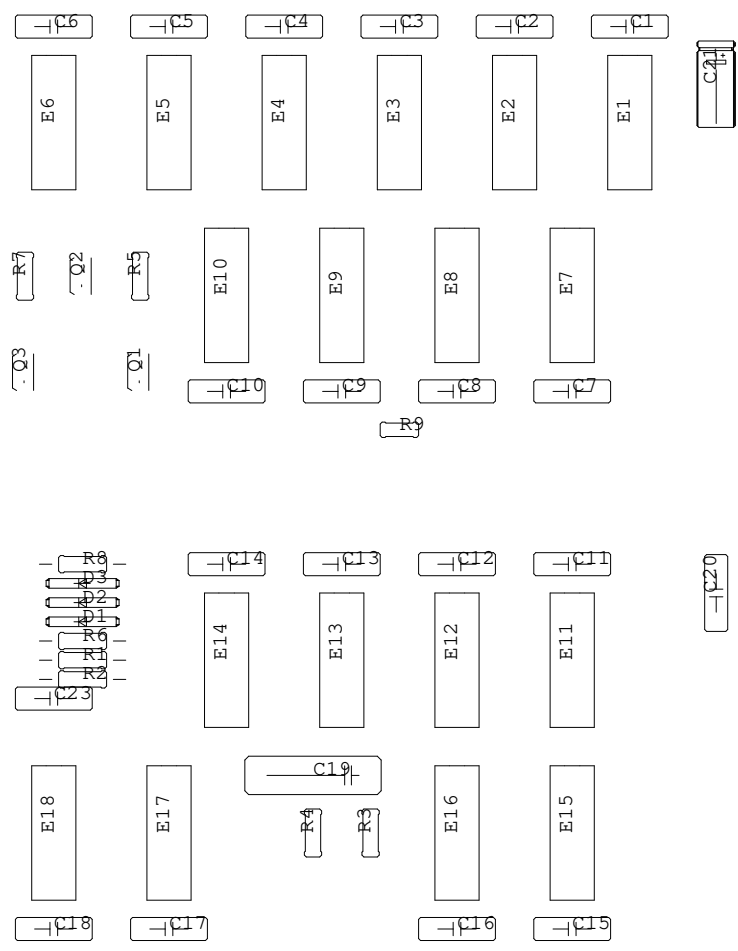 C6 C5 C4 C3 C2 C1
C21
E6 E5 E4 E3 E2 E1
R7 Q2 R5 E10 E9 E8 E7
Q3 Q1
C10 C9 C8 C7
R9
R8 C14 C13 C12 C11
C20
D3
D2
D1
R6 E14 E13 E12 E11
R1
R2
C23
C19
E18 E17 R4 R3 E16 E15
C18 C17 C16 C15